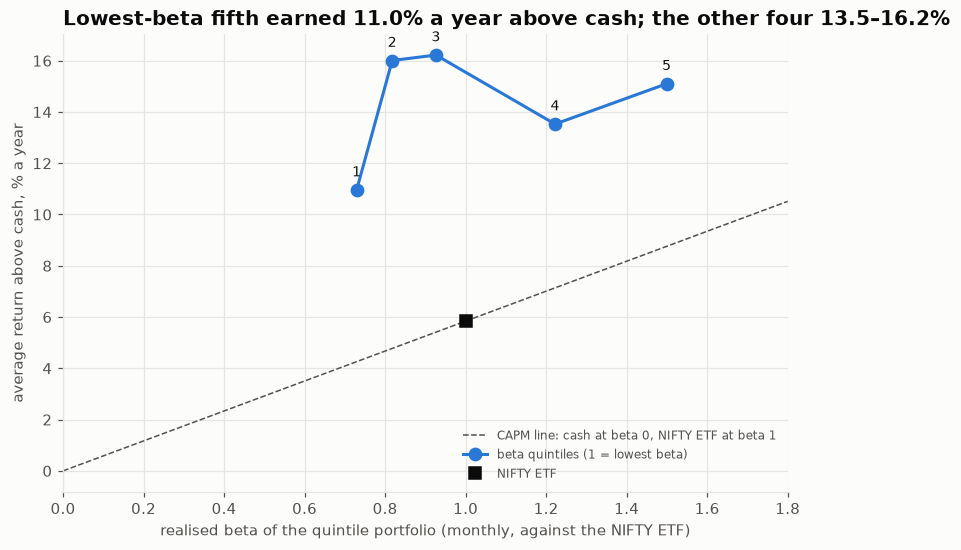 Lowest-beta fifth earned 11.0% a year above cash; the other four 13.5–16.2%
average return above cash, % a year
16
14
12
10
8
6
4
2
0
1
2
3
4
5
CAPM line: cash at beta 0, NIFTY ETF at beta 1
beta quintiles (1 = lowest beta)
NIFTY ETF
0.0 0.2 0.4 0.6 0.8 1.0 1.2 1.4 1.6 1.8
realised beta of the quintile portfolio (monthly, against the NIFTY ETF)